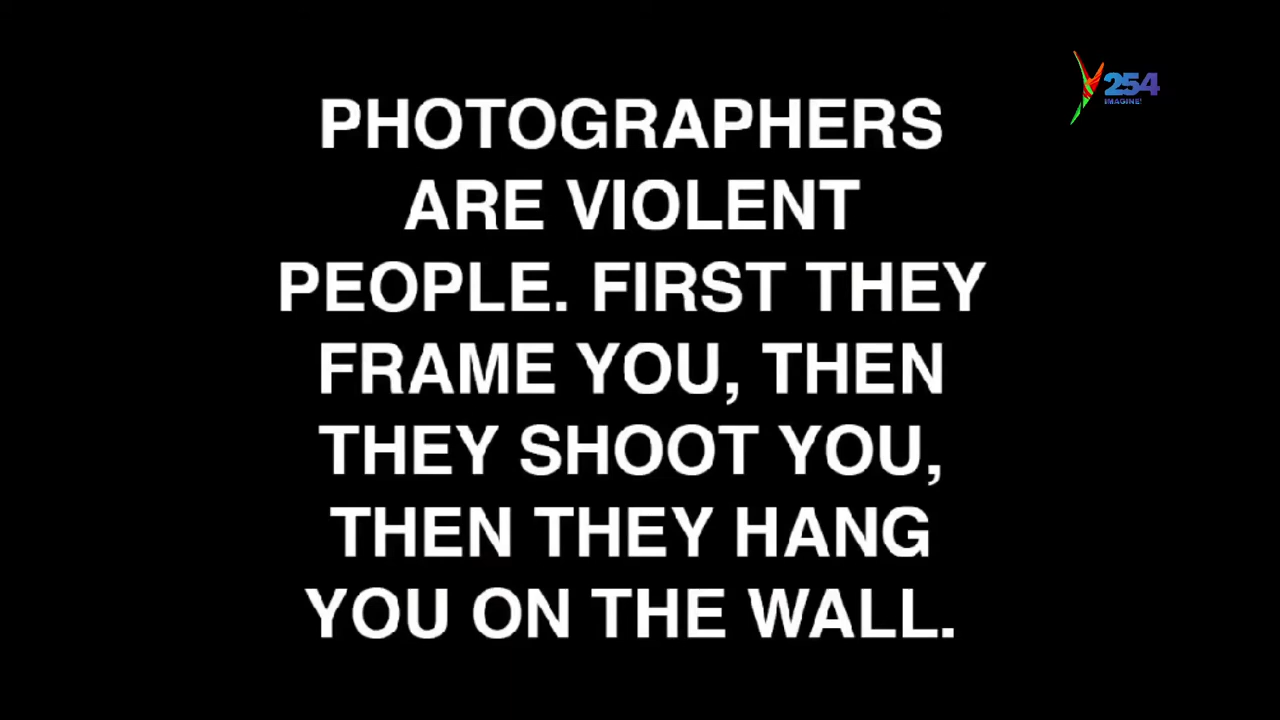 254
IMAGINE!
PHOTOGRAPHERS
ARE VIOLENT
PEOPLE. FIRST THEY
FRAME YOU, THEN
THEY SHOOT YOU,
THEN THEY HANG
YOU ON THE WALL.